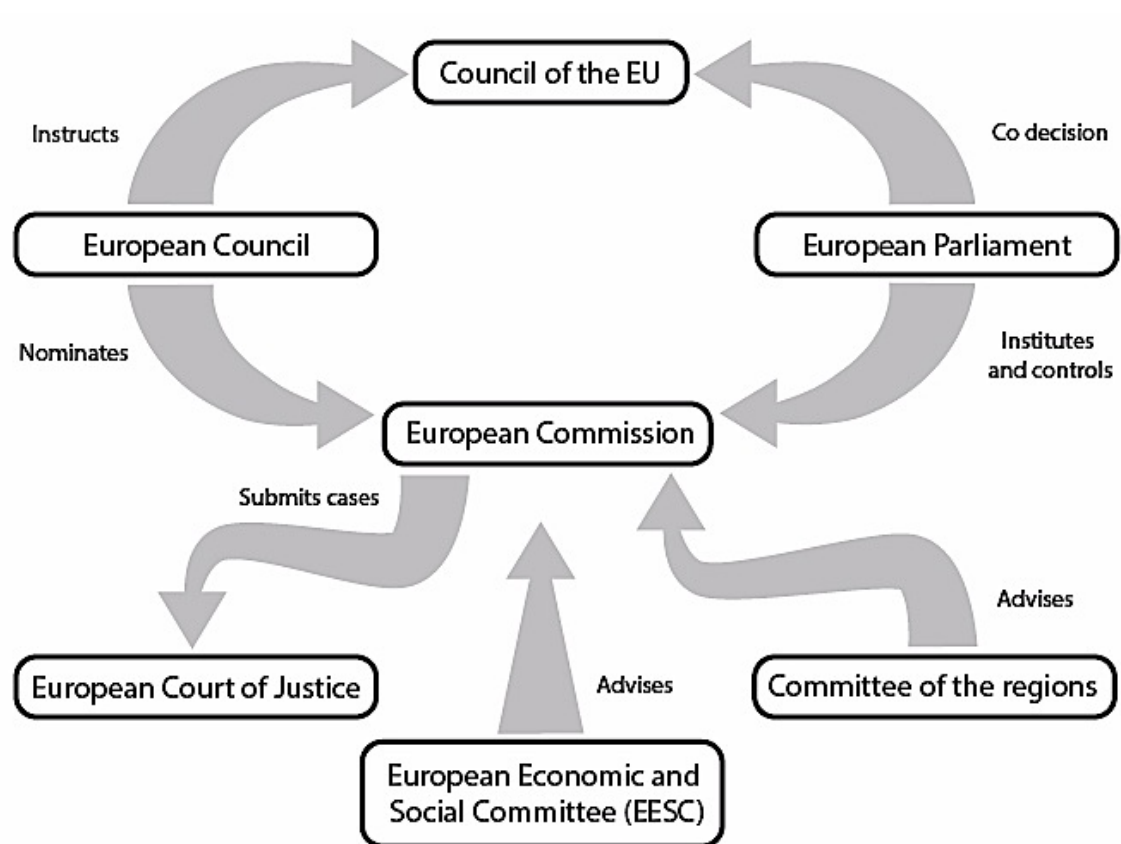 Council of the EU
Instructs
Co decision
European Council
European Parliament
Nominates
Institutes
and controls
European Commission
Submits cases
Advises
European Court of Justice
Advises
Committee of the regions
European Economic and
Social Committee (EESC)